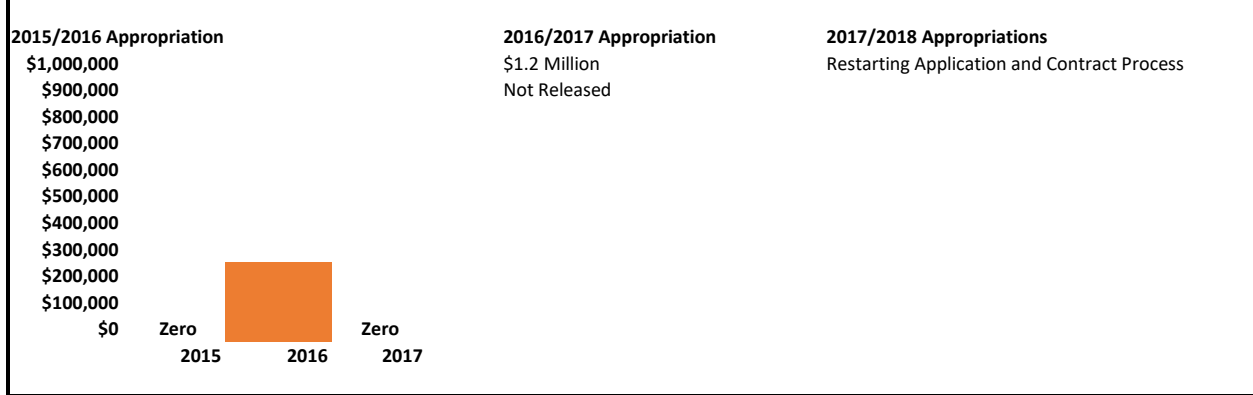 2015/2016 Appropriation 2016/2017 Appropriation 2017/2018 Appropriations
$1,000,000 $1.2 Million Restarting Application and Contract Process
$900,000 Not Released
$800,000
$700,000
$600,000
$500,000
$400,000
$300,000
$200,000
$100,000
$0 Zero Zero
2015 2016 2017